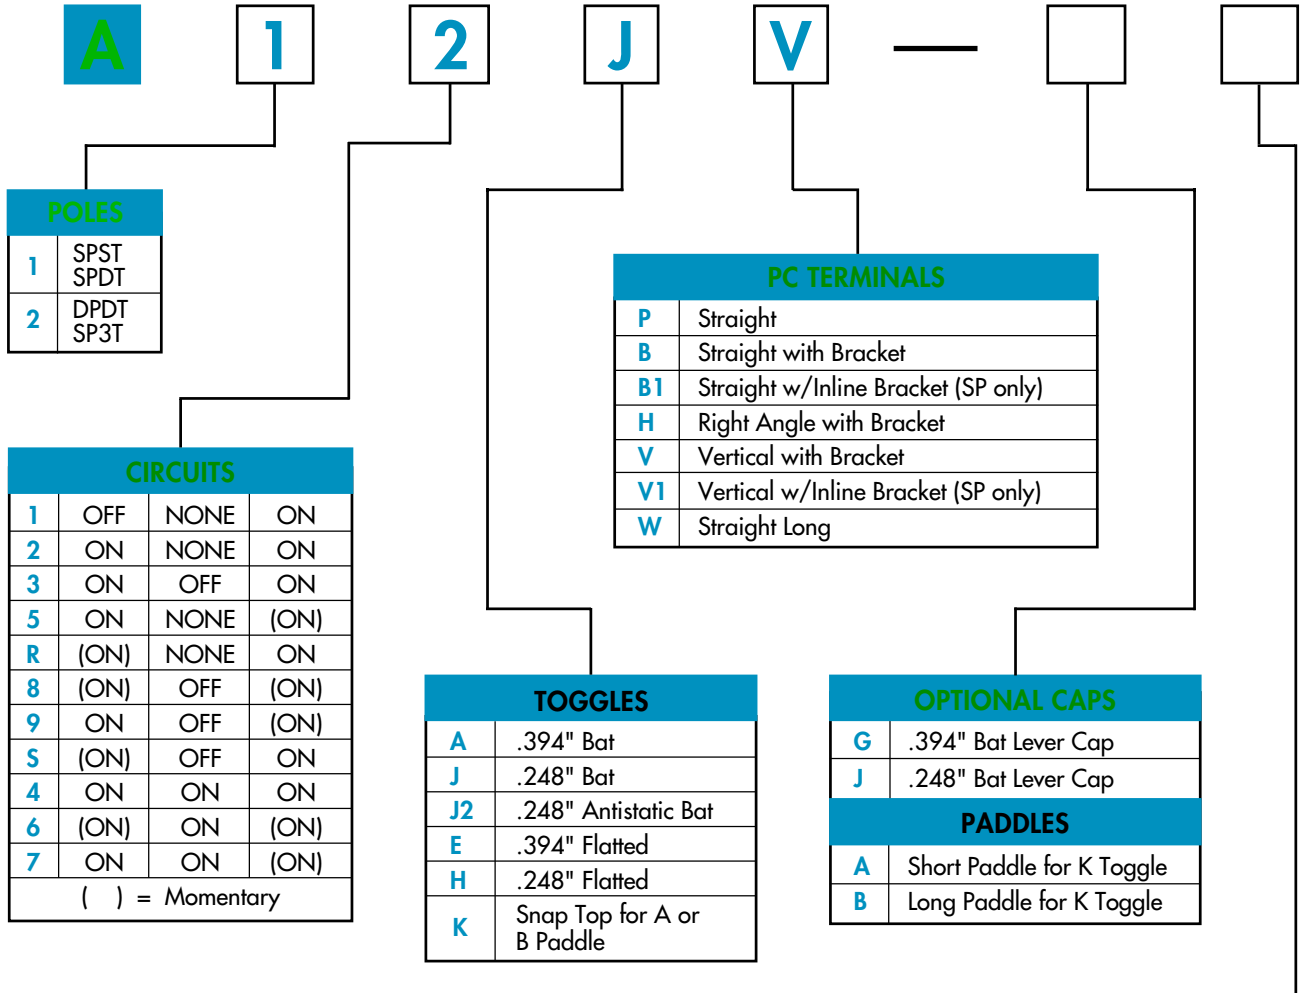 A 1 2 J V —
POLES
1 SPST
SPDT
2 DPDT
SP3T
PC TERMINALS
P Straight
B Straight with Bracket
B1 Straight w/Inline Bracket (SP only)
H Right Angle with Bracket
V Vertical with Bracket
V1 Vertical w/Inline Bracket (SP only)
W Straight Long
CIRCUITS
1 OFF NONE ON
2 ON NONE ON
3 ON OFF ON
5 ON NONE (ON)
R (ON) NONE ON
8 (ON) OFF (ON)
9 ON OFF (ON)
S (ON) OFF ON
4 ON ON ON
6 (ON) ON (ON)
7 ON ON (ON)
( ) = Momentary
TOGGLES
A .394" Bat
J .248" Bat
J2 .248" Antistatic Bat
E .394" Flatted
H .248" Flatted
K Snap Top for A or
B Paddle
OPTIONAL CAPS
G .394" Bat Lever Cap
J .248" Bat Lever Cap
PADDLES
A Short Paddle for K Toggle
B Long Paddle for K Toggle